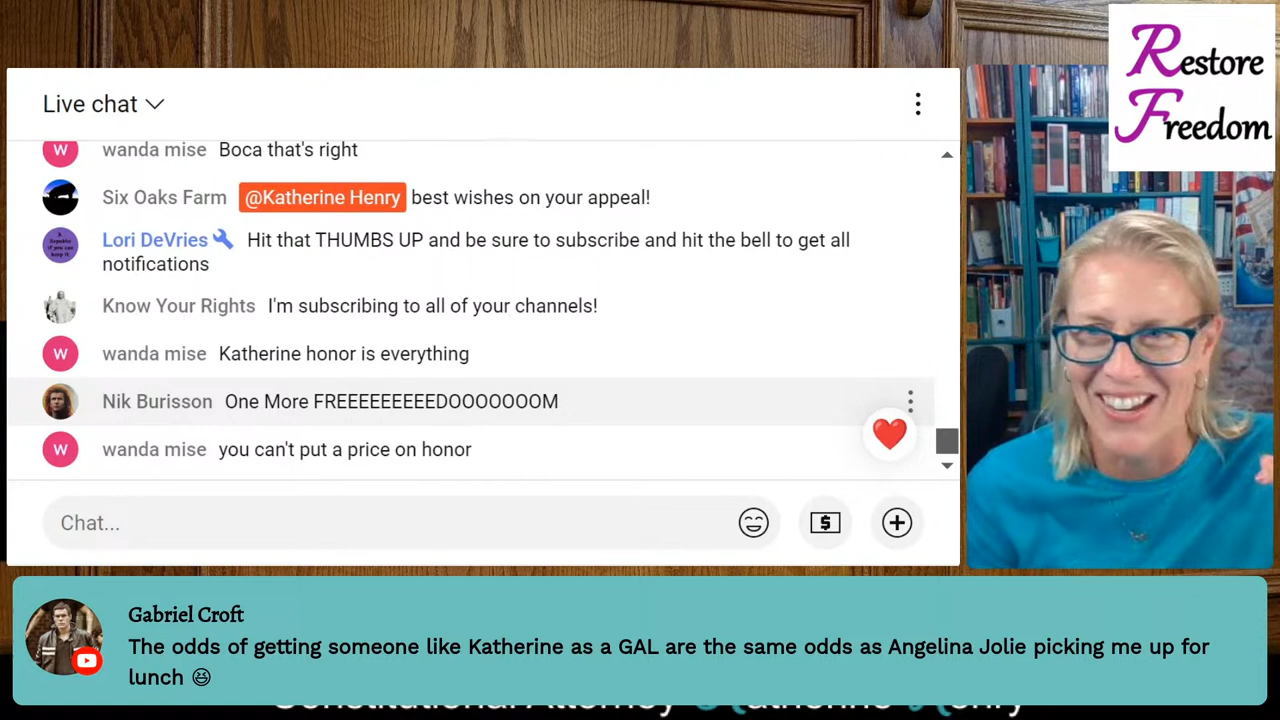 Restore
Freedom
Live chat
W wanda mise Boca that's right
Six Oaks Farm @Katherine Henry best wishes on your appeal!
Lori DeVries Hit that THUMBS UP and be sure to subscribe and hit the bell to get all
notifications
Know Your Rights I'm subscribing to all of your channels!
W wanda mise Katherine honor is everything
Nik Burisson One More FREEEEEEEEEDOOOOOOOM
W wanda mise you can't put a price on honor
Chat...
Gabriel Croft
The odds of getting someone like Katherine as a GAL are the same odds as Angelina Jolie picking me up for
lunch 😆
Constitutional Attorney Katherine Henry